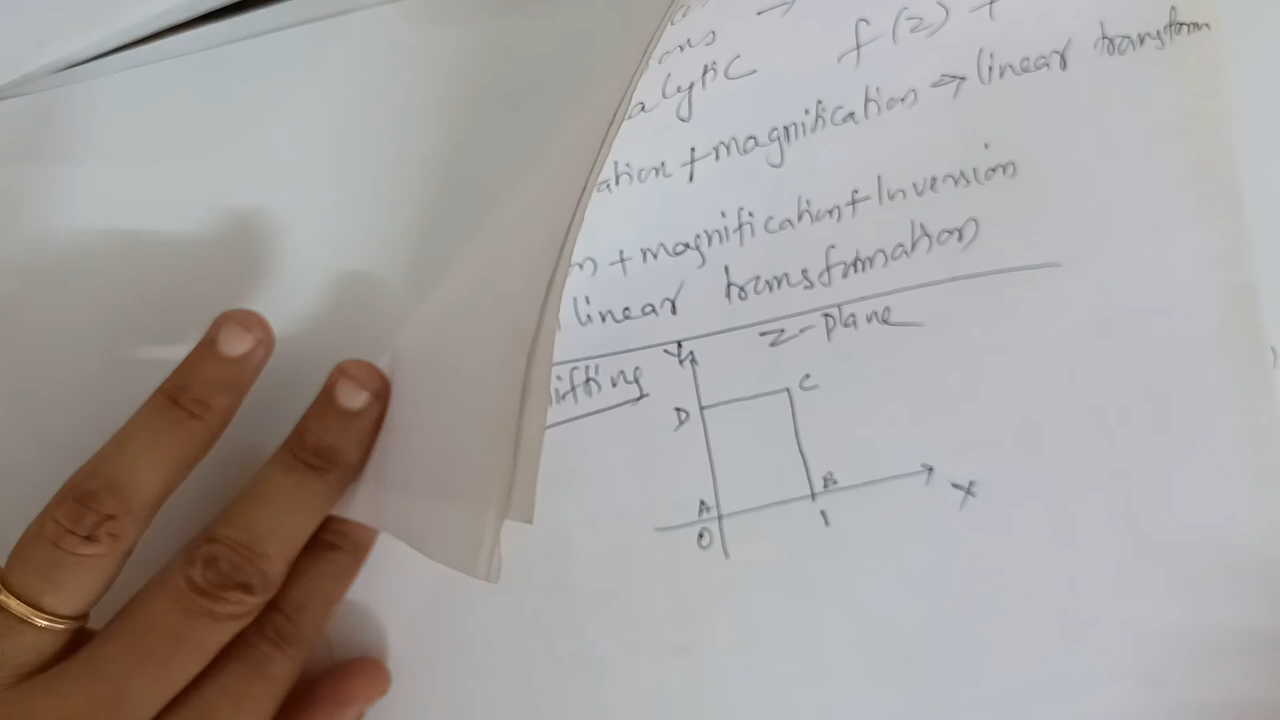 →
f(z) +
alytic
ation + magnification → linear transform
n + magnification + Inversion
linear transformation
z-plane
ifting
Y
D
C
A
B
O
1
X